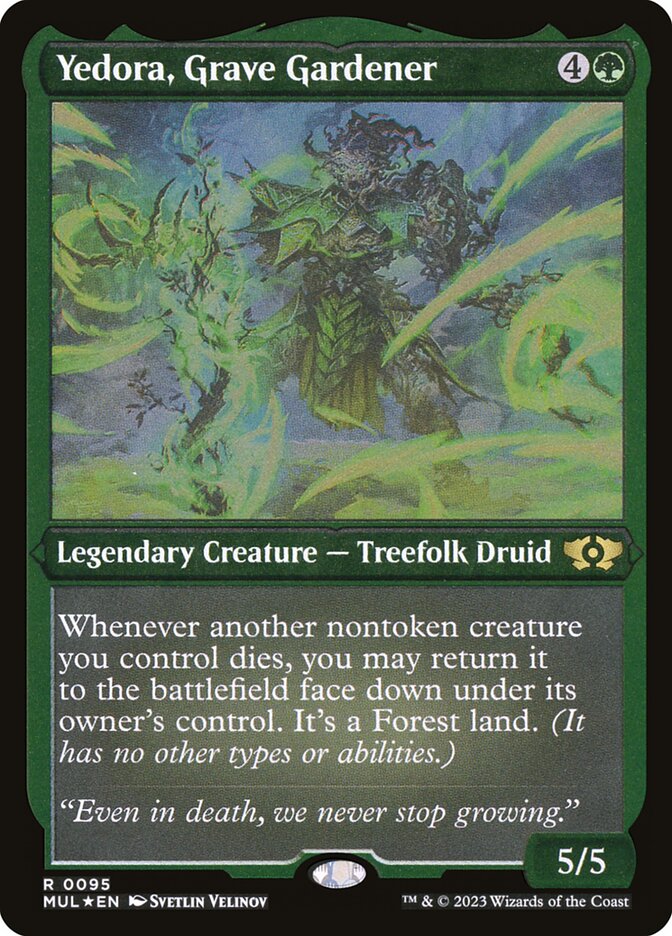 Yedora, Grave Gardener 4
Legendary Creature — Treefolk Druid
Whenever another nontoken creature
you control dies, you may return it
to the battlefield face down under its
owner's control. It's a Forest land. (It
has no other types or abilities.)
“Even in death, we never stop growing.”
5/5
R 0095
MUL★EN Svetlin Velinov
™ & © 2023 Wizards of the Coast